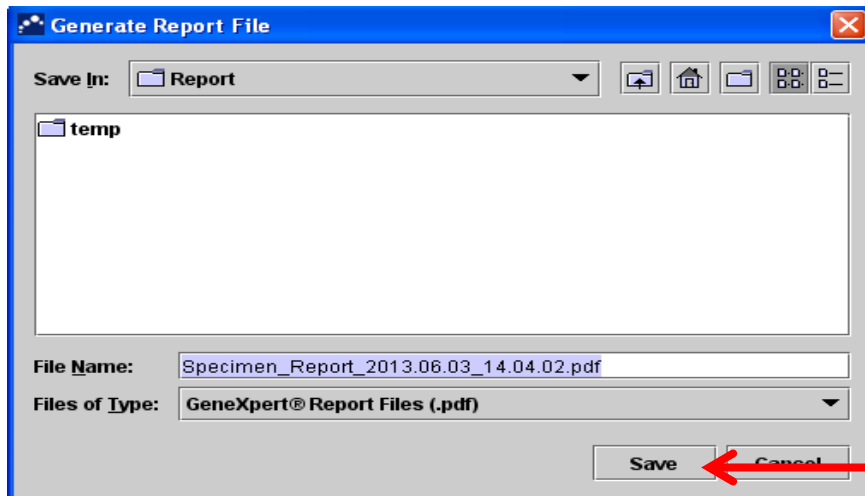 Generate Report File
Save In: Report
temp
File Name: Specimen_Report_2013.06.03_14.04.02.pdf
Files of Type: GeneXpert® Report Files (.pdf)
Save Cancel